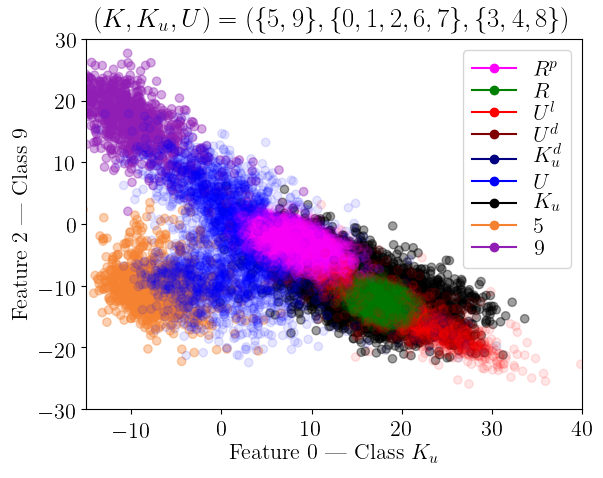 (K, K_u, U) = ({5, 9}, {0, 1, 2, 6, 7}, {3, 4, 8})
30
20
10
0
−10
−20
−30
Feature 2 — Class 9
R^p
R
U^l
U^d
K_u^d
U
K_u
5
9
−10
0
10
20
30
40
Feature 0 — Class K_u